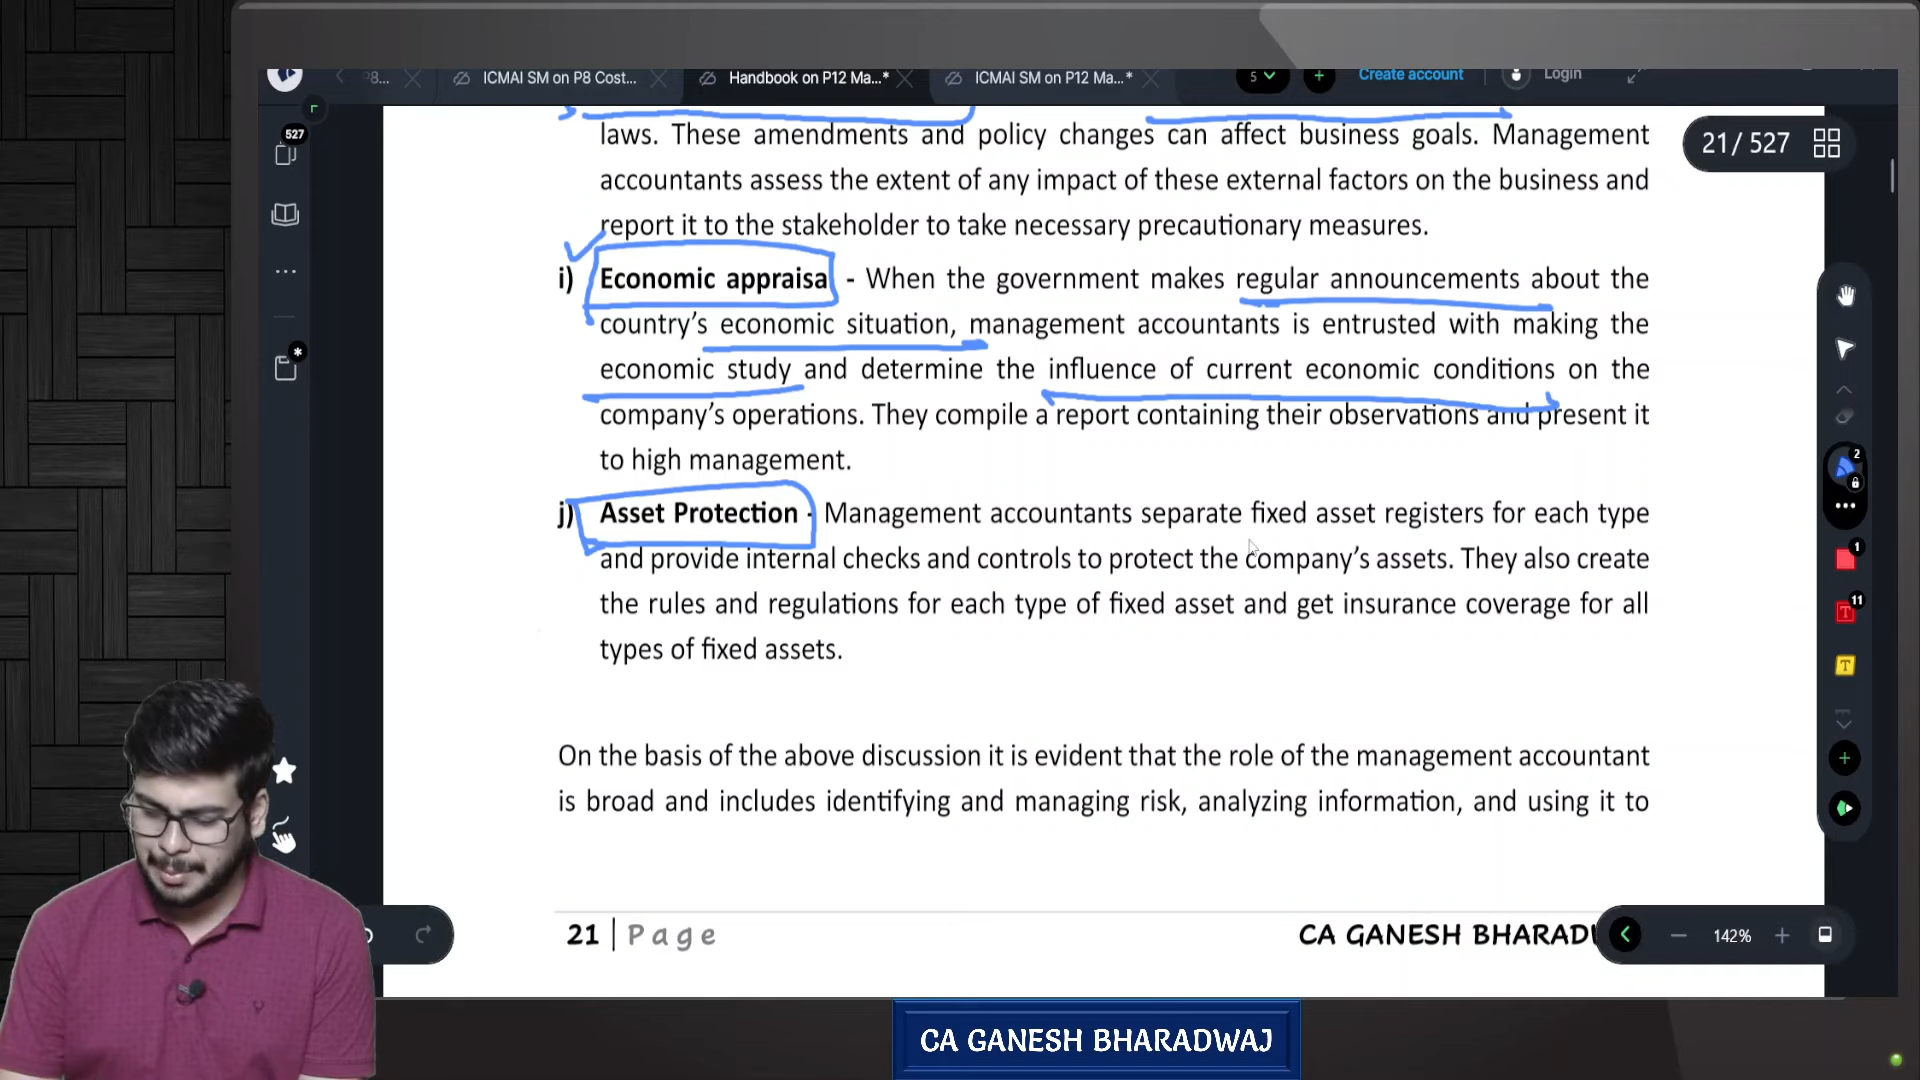 P8...
ICMAI SM on P8 Cost...
Handbook on P12 Ma...*
ICMAI SM on P12 Ma...*
5
Create account
Login
527
21 / 527
laws. These amendments and policy changes can affect business goals. Management
accountants assess the extent of any impact of these external factors on the business and
report it to the stakeholder to take necessary precautionary measures.
i) Economic appraisa - When the government makes regular announcements about the
country's economic situation, management accountants is entrusted with making the
economic study and determine the influence of current economic conditions on the
company's operations. They compile a report containing their observations and present it
to high management.
j) Asset Protection - Management accountants separate fixed asset registers for each type
and provide internal checks and controls to protect the company's assets. They also create
the rules and regulations for each type of fixed asset and get insurance coverage for all
types of fixed assets.
2
1
11
T
T
On the basis of the above discussion it is evident that the role of the management accountant
is broad and includes identifying and managing risk, analyzing information, and using it to
21 | Page
CA GANESH BHARAD
142%
CA GANESH BHARADWAJ